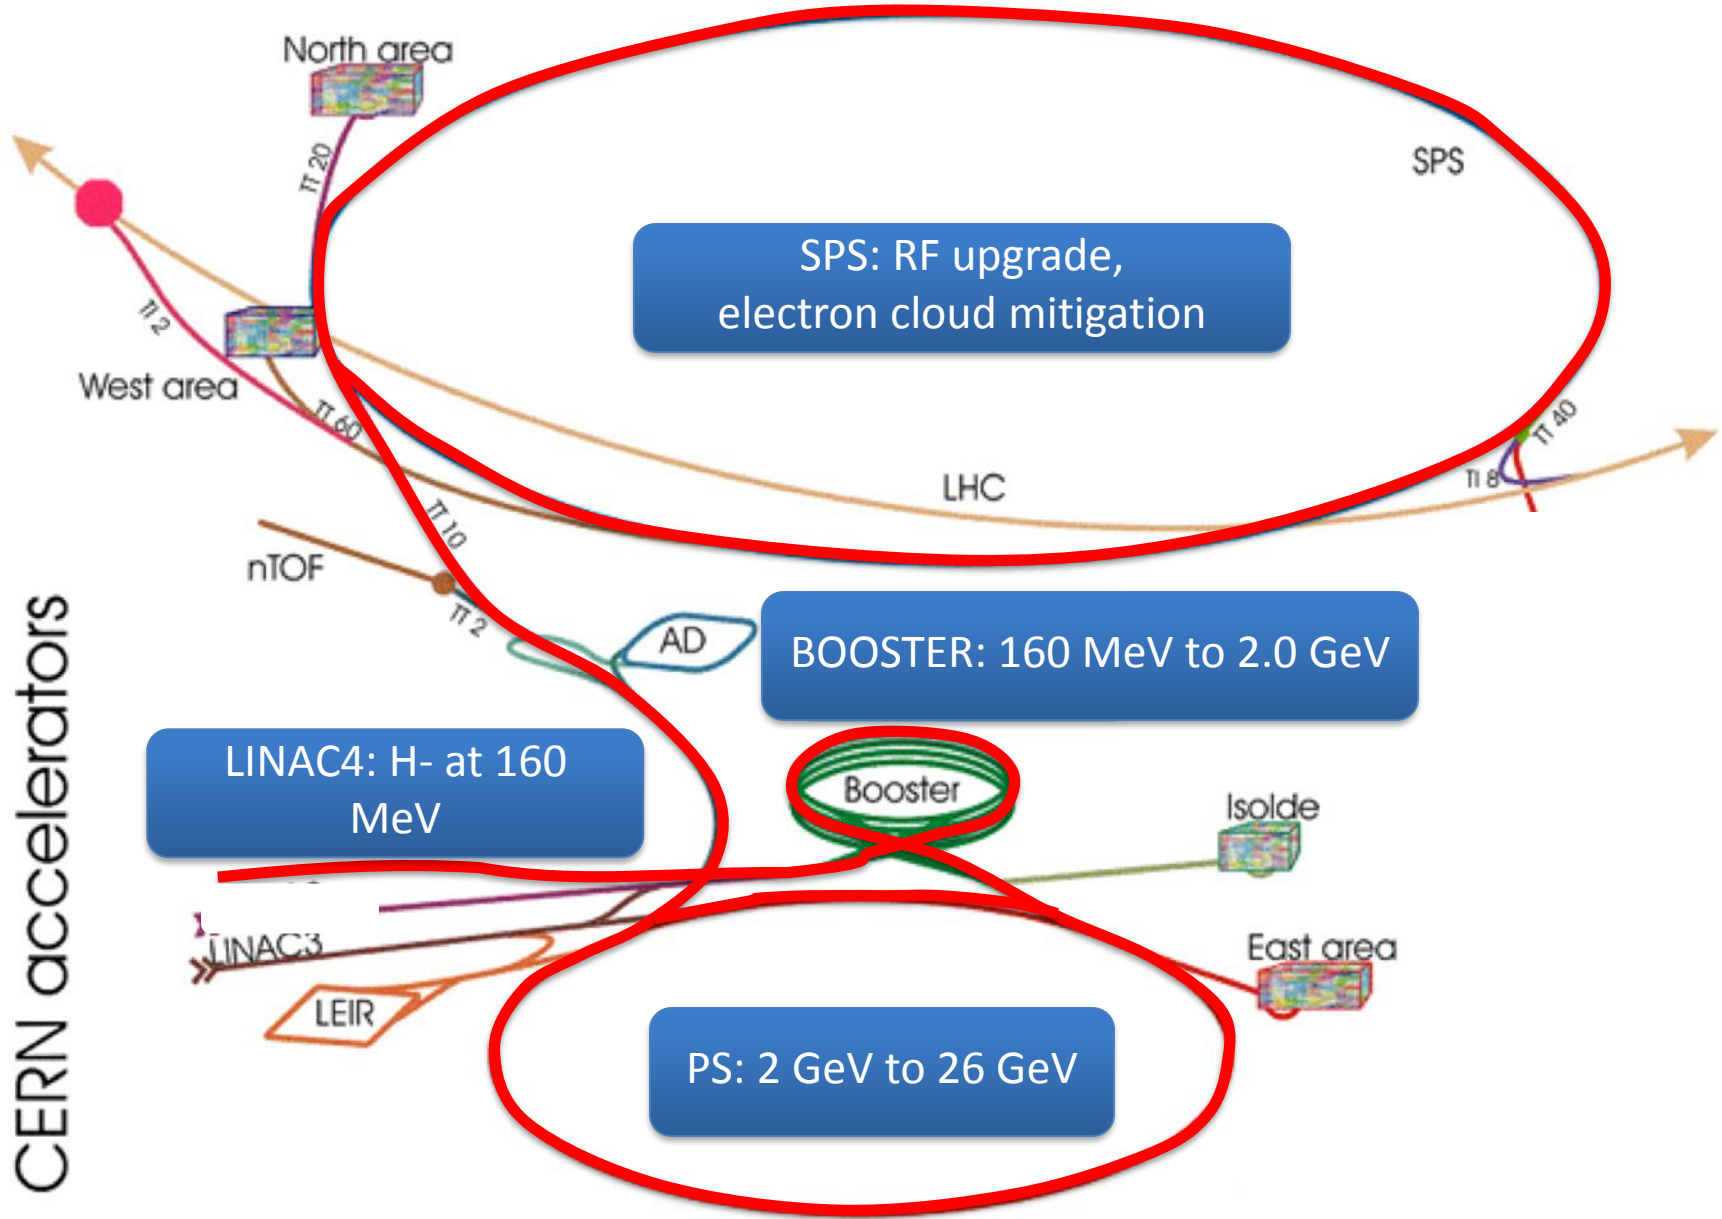 North area
TT 20
SPS
SPS: RF upgrade,
electron cloud mitigation
TI 2
West area
TT 60
TT 40
TI 8
LHC
TT 10
nTOF
TT 2
AD
BOOSTER: 160 MeV to 2.0 GeV
LINAC4: H- at 160
MeV
Booster
Isolde
LINAC3
East area
LEIR
PS: 2 GeV to 26 GeV
CERN accelerators